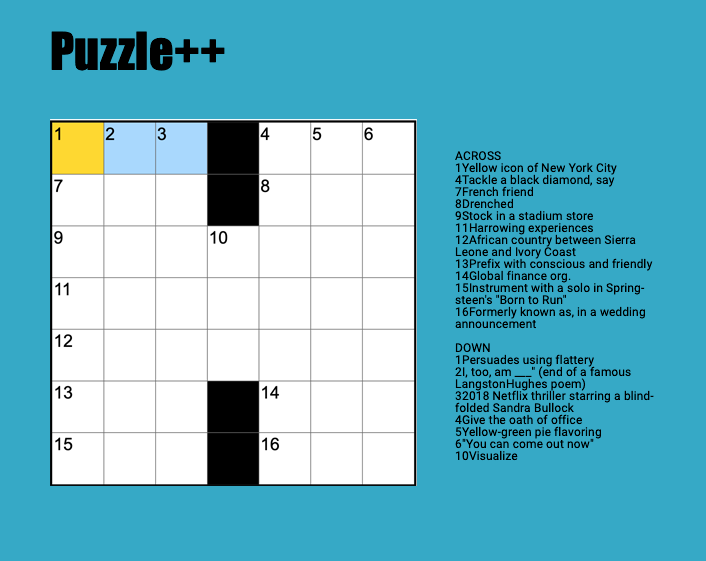 Puzzle++
1 2 3 4 5 6
7 8
9 10
11
12
13 14
15 16
ACROSS
1Yellow icon of New York City
4Tackle a black diamond, say
7French friend
8Drenched
9Stock in a stadium store
11Harrowing experiences
12African country between Sierra
Leone and Ivory Coast
13Prefix with conscious and friendly
14Global finance org.
15Instrument with a solo in Spring-
steen's "Born to Run"
16Formerly known as, in a wedding
announcement
DOWN
1Persuades using flattery
2I, too, am ___" (end of a famous
LangstonHughes poem)
32018 Netflix thriller starring a blind-
folded Sandra Bullock
4Give the oath of office
5Yellow-green pie flavoring
6"You can come out now"
10Visualize